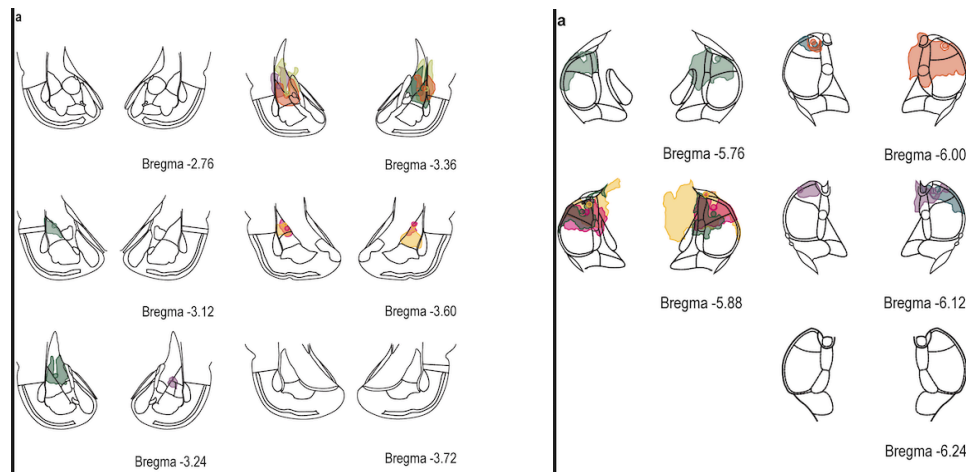 a
Bregma -2.76
Bregma -3.36
Bregma -3.12
Bregma -3.60
Bregma -3.24
Bregma -3.72
a
Bregma -5.76
Bregma -6.00
Bregma -5.88
Bregma -6.12
Bregma -6.24